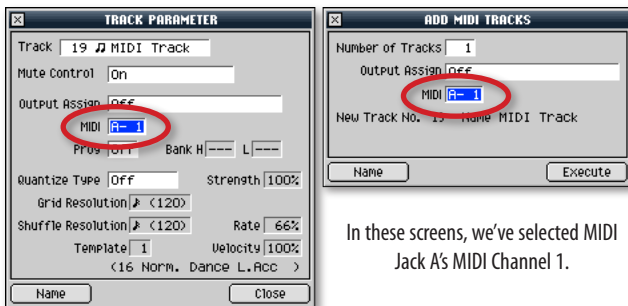 TRACK PARAMETER
Track 19 ♫ MIDI Track
Mute Control On
Output Assign Off
MIDI A- 1
Prog Off Bank H --- L ---
Quantize Type Off Strength 100%
Grid Resolution ♪ (120)
Shuffle Resolution ♪ (120) Rate 66%
Template 1 Velocity 100%
(16 Norm. Dance L.Acc )
Name Close
ADD MIDI TRACKS
Number of Tracks 1
Output Assign Off
MIDI A- 1
New Track No. 19 Name MIDI Track
Name Execute
In these screens, we've selected MIDI
Jack A's MIDI Channel 1.